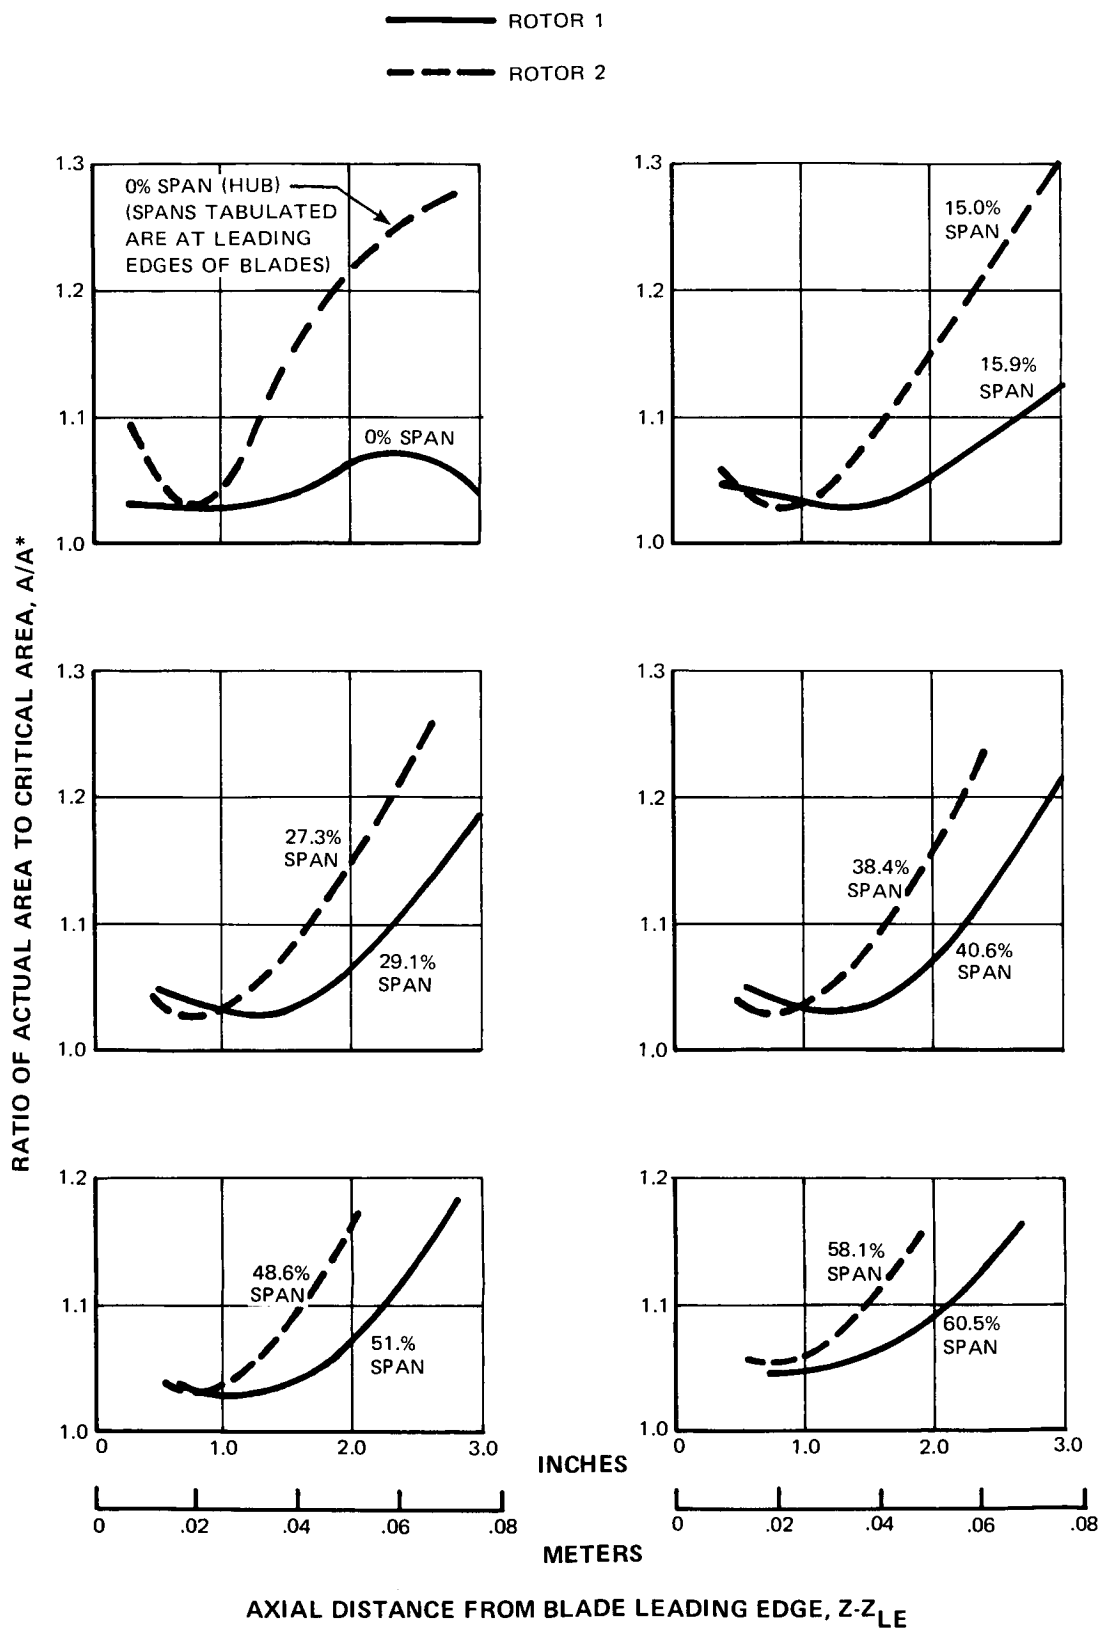 ROTOR 1
ROTOR 2
1.3
1.2
1.1
1.0
0% SPAN (HUB)
(SPANS TABULATED
ARE AT LEADING
EDGES OF BLADES)
0% SPAN
1.3
1.2
1.1
1.0
15.0%
SPAN
15.9%
SPAN
RATIO OF ACTUAL AREA TO CRITICAL AREA, A/A*
1.3
1.2
1.1
1.0
27.3%
SPAN
29.1%
SPAN
1.3
1.2
1.1
1.0
38.4%
SPAN
40.6%
SPAN
1.2
1.1
1.0
48.6%
SPAN
51.%
SPAN
0 1.0 2.0 3.0
1.2
1.1
1.0
58.1%
SPAN
60.5%
SPAN
0 1.0 2.0 3.0
INCHES
0 .02 .04 .06 .08
0 .02 .04 .06 .08
METERS
AXIAL DISTANCE FROM BLADE LEADING EDGE, Z-ZLE